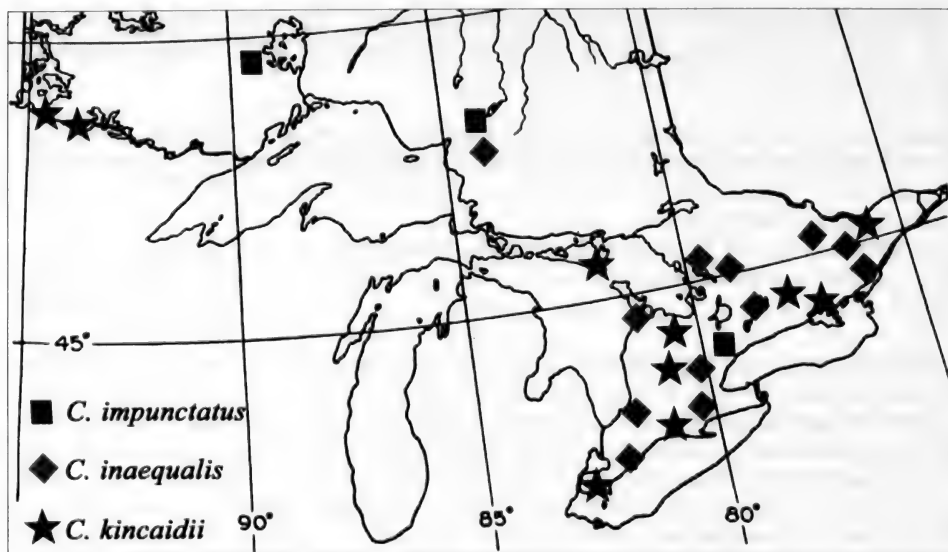 45°
C. impunctatus
C. inaequalis
C. kincaidii
90°
85°
80°